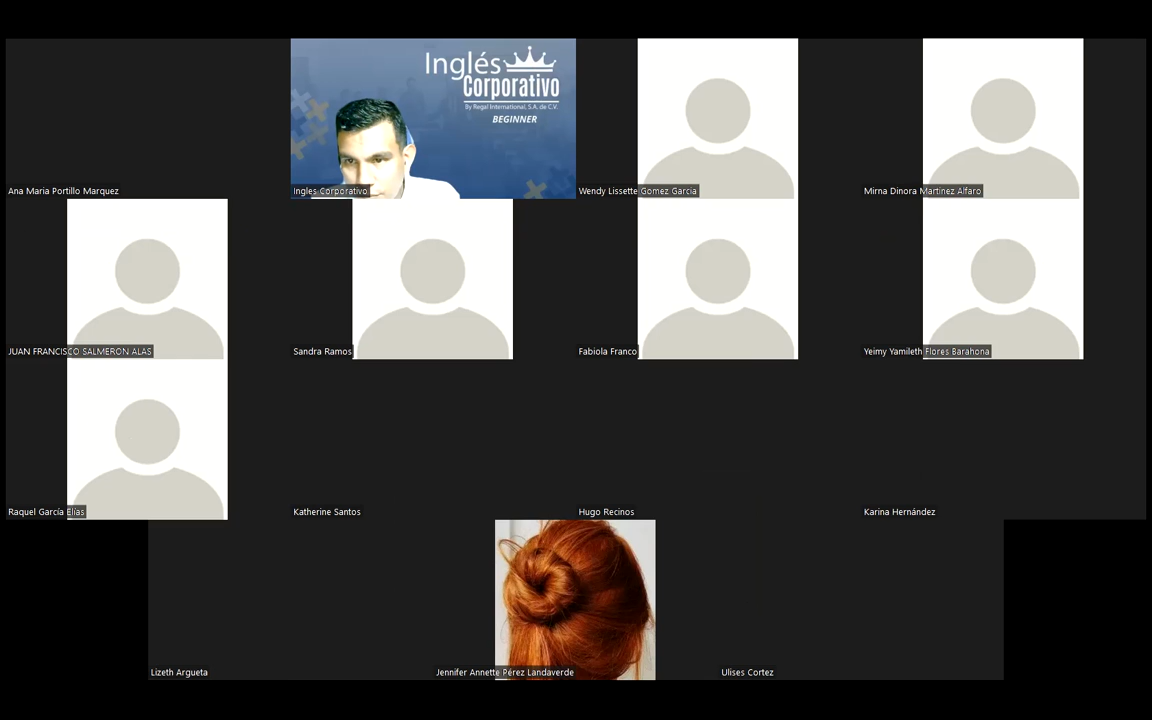 Inglés
Corporativo
By Regal International, S.A. de C.V.
BEGINNER
Ana Maria Portillo Marquez
Ingles Corporativo
Wendy Lissette Gomez Garcia
Mirna Dinora Martinez Alfaro
JUAN FRANCISCO SALMERON ALAS
Sandra Ramos
Fabiola Franco
Yeimy Yamileth Flores Barahona
Raquel García Elías
Katherine Santos
Hugo Recinos
Karina Hernández
Lizeth Argueta
Jennifer Annette Pérez Landaverde
Ulises Cortez